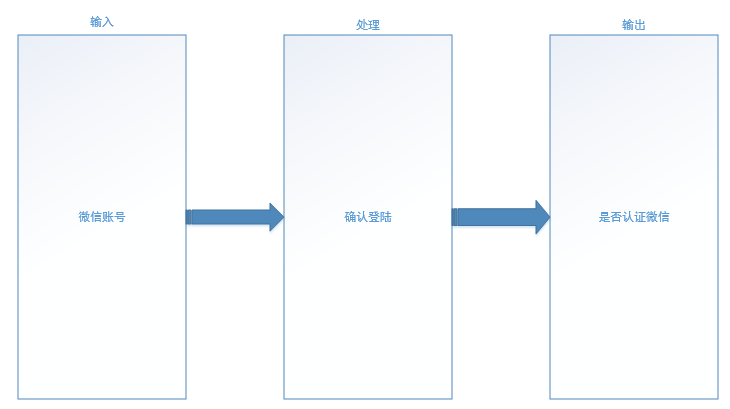 输入
处理
输出
微信账号
确认登陆
是否认证微信